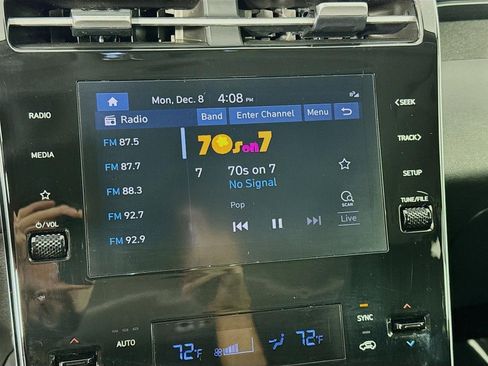 Mon, Dec. 8 4:08 PM
RADIO
MEDIA
⏻/VOL
Radio Band Enter Channel Menu
FM 87.5
FM 87.7
FM 88.3
FM 92.7
FM 92.9
70s on 7
7 70s on 7
No Signal
Pop
SCAN
Live
<SEEK
TRACK>
SETUP
TUNE/FILE
AUTO
72°F
72°F
SYNC